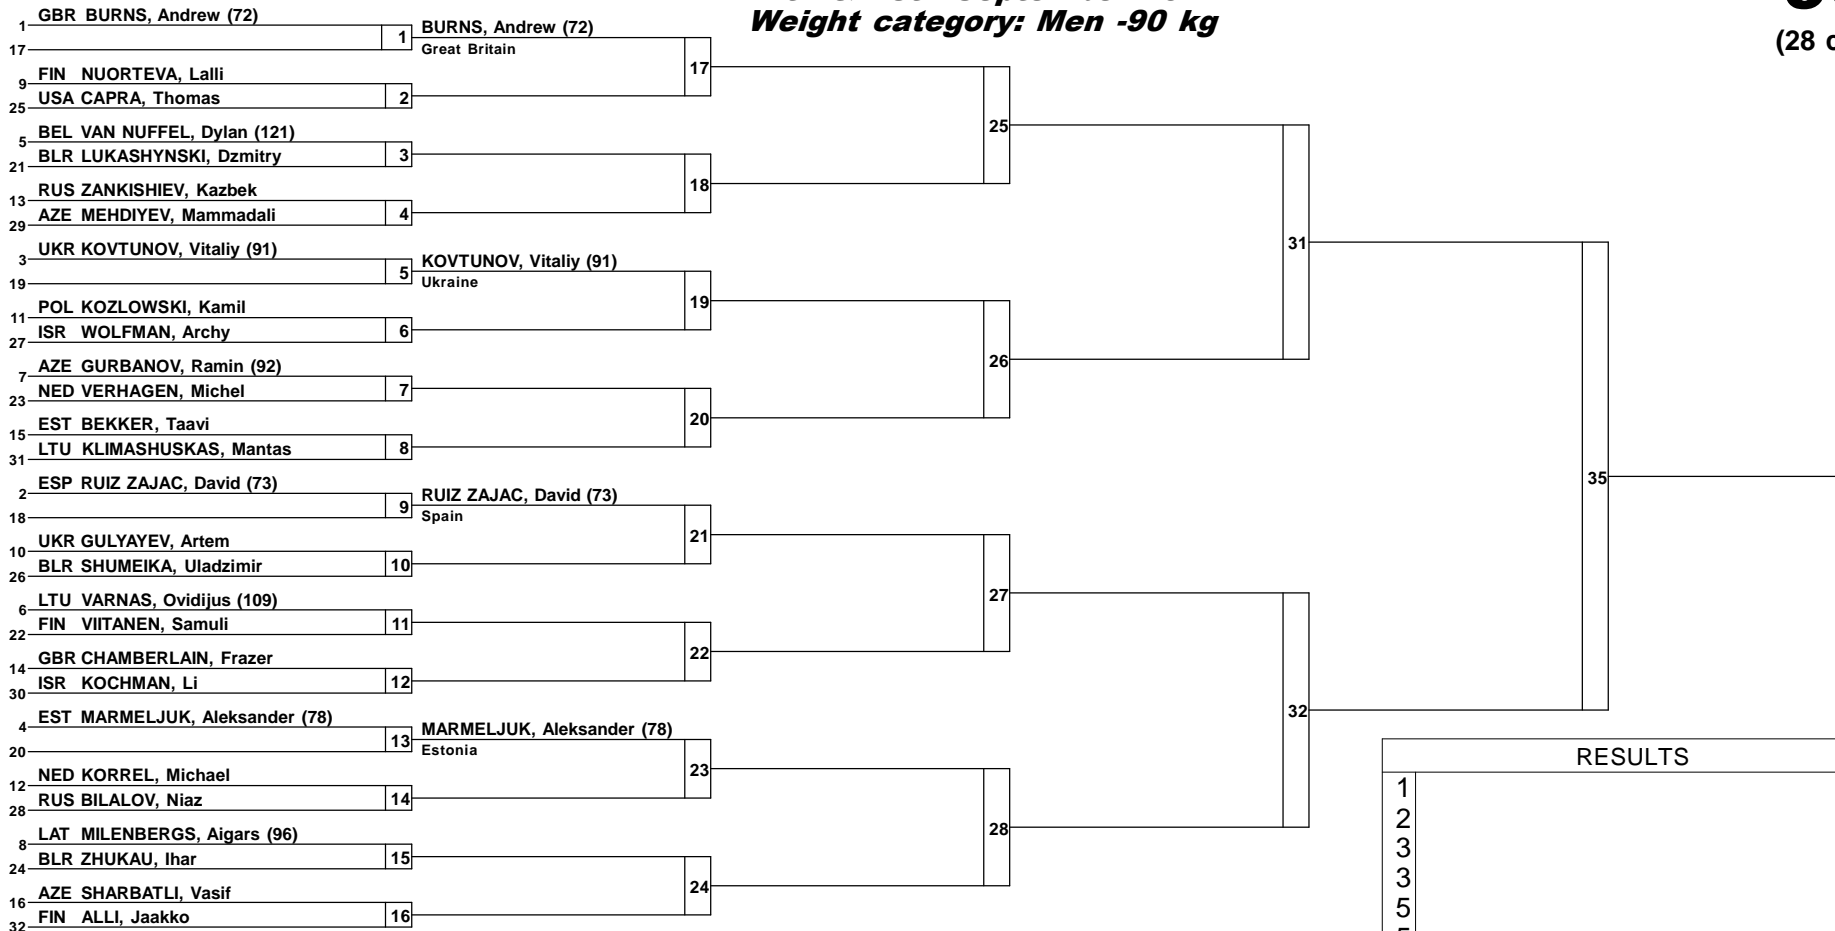 Weight category: Men -90 kg
(28
1 GBR BURNS, Andrew (72)
17
1 BURNS, Andrew (72)
Great Britain
9 FIN NUORTEVA, Lalli
25 USA CAPRA, Thomas
2
17
5 BEL VAN NUFFEL, Dylan (121)
21 BLR LUKASHYNSKI, Dzmitry
3
13 RUS ZANKISHIEV, Kazbek
29 AZE MEHDIYEV, Mammadali
4
18
25
3 UKR KOVTUNOV, Vitaliy (91)
19
5 KOVTUNOV, Vitaliy (91)
Ukraine
11 POL KOZLOWSKI, Kamil
27 ISR WOLFMAN, Archy
6
19
7 AZE GURBANOV, Ramin (92)
23 NED VERHAGEN, Michel
7
15 EST BEKKER, Taavi
31 LTU KLIMASHUSKAS, Mantas
8
20
26
31
2 ESP RUIZ ZAJAC, David (73)
18
9 RUIZ ZAJAC, David (73)
Spain
10 UKR GULYAYEV, Artem
26 BLR SHUMEIKA, Uladzimir
10
21
6 LTU VARNAS, Ovidijus (109)
22 FIN VIITANEN, Samuli
11
14 GBR CHAMBERLAIN, Frazer
30 ISR KOCHMAN, Li
12
22
27
4 EST MARMELJUK, Aleksander (78)
20
13 MARMELJUK, Aleksander (78)
Estonia
12 NED KORREL, Michael
28 RUS BILALOV, Niaz
14
23
8 LAT MILENBERGS, Aigars (96)
24 BLR ZHUKAU, Ihar
15
16 AZE SHARBATLI, Vasif
32 FIN ALLI, Jaakko
16
24
28
32
35
RESULTS
1
2
3
3
5